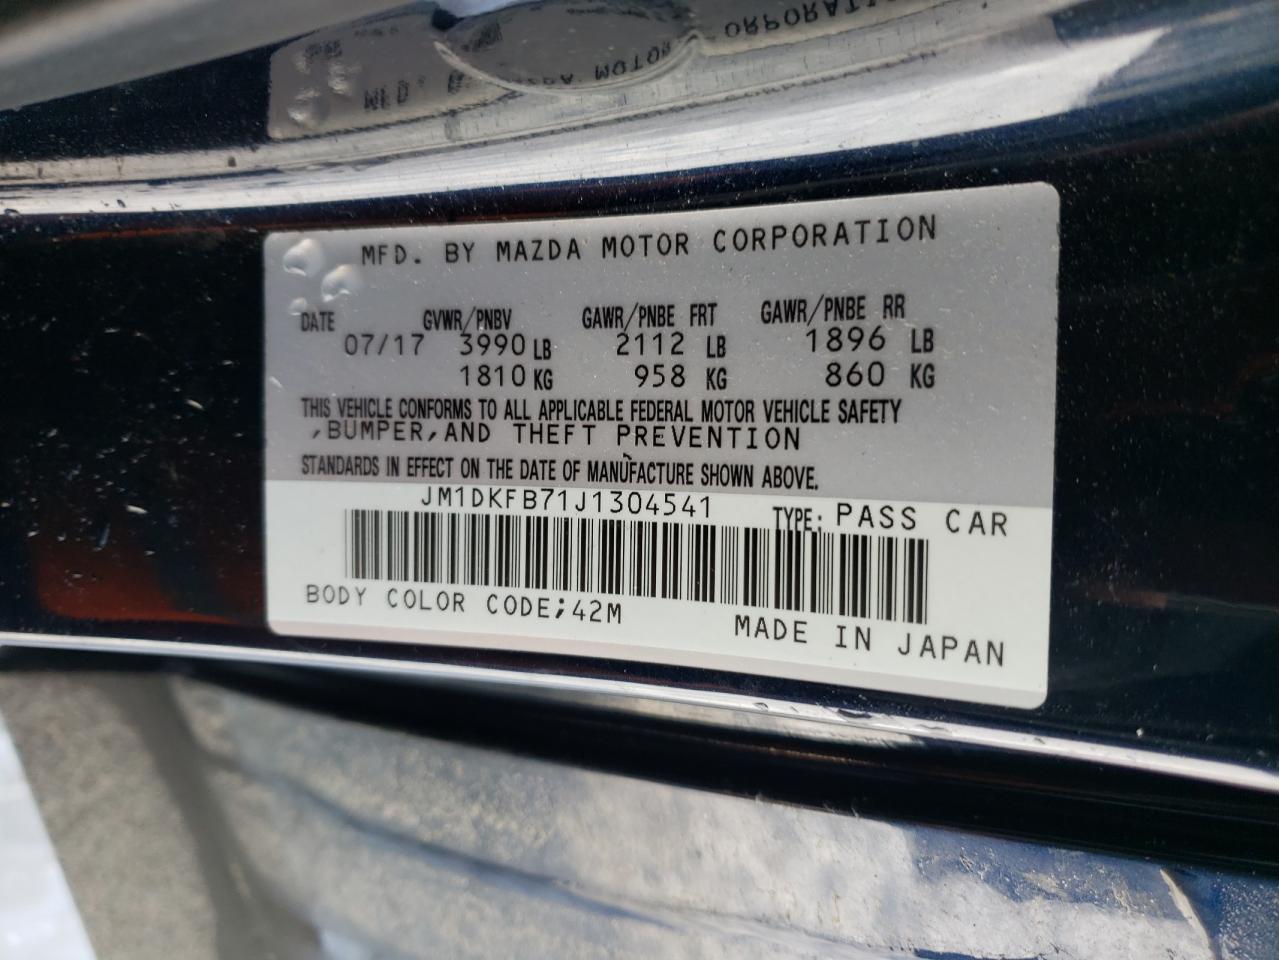 MFD. BY MAZDA MOTOR CORPORATION
DATE GVWR/PNBV GAWR/PNBE FRT GAWR/PNBE RR
07/17 3990 LB 2112 LB 1896 LB
1810 KG 958 KG 860 KG
THIS VEHICLE CONFORMS TO ALL APPLICABLE FEDERAL MOTOR VEHICLE SAFETY
,BUMPER,AND THEFT PREVENTION
STANDARDS IN EFFECT ON THE DATE OF MANUFACTURE SHOWN ABOVE.
JM1DKFB71J1304541 TYPE: PASS CAR
BODY COLOR CODE;42M MADE IN JAPAN